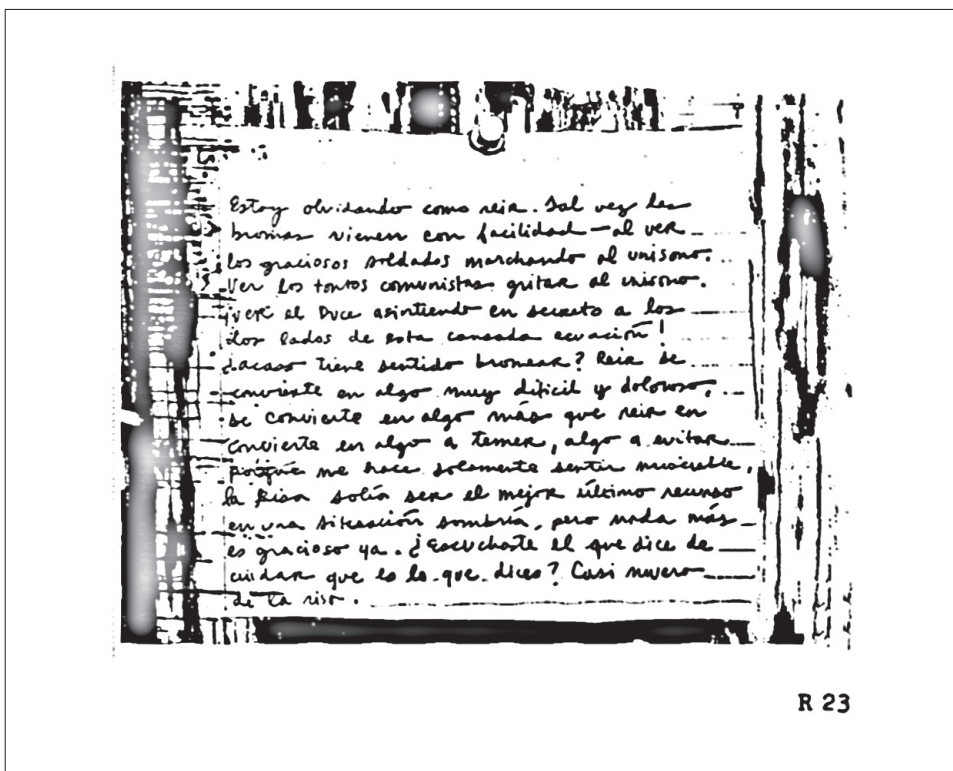 Estoy olvidando como reir. Tal vez las
bromas vienen con facilidad – al ver
los graciosos soldados marchando al unisono.
Ver los tontos comunistas gritar al unisono.
¡ver el Duce asintiendo en secreto a los
dos lados de esta cansada ecuación!
¿acaso tiene sentido bromear? Reir se
convierte en algo muy dificil y doloroso,
se convierte en algo más que reir en
convierte en algo a temer, algo a evitar
porque me hace solamente sentir miserable,
la risa solía ser el mejor último recurso
en una situación sombría, pero nada más
es gracioso ya. ¿Escuchaste el que dice de
cuidar que es lo que dices? Casi muero
de la risa.
R 23